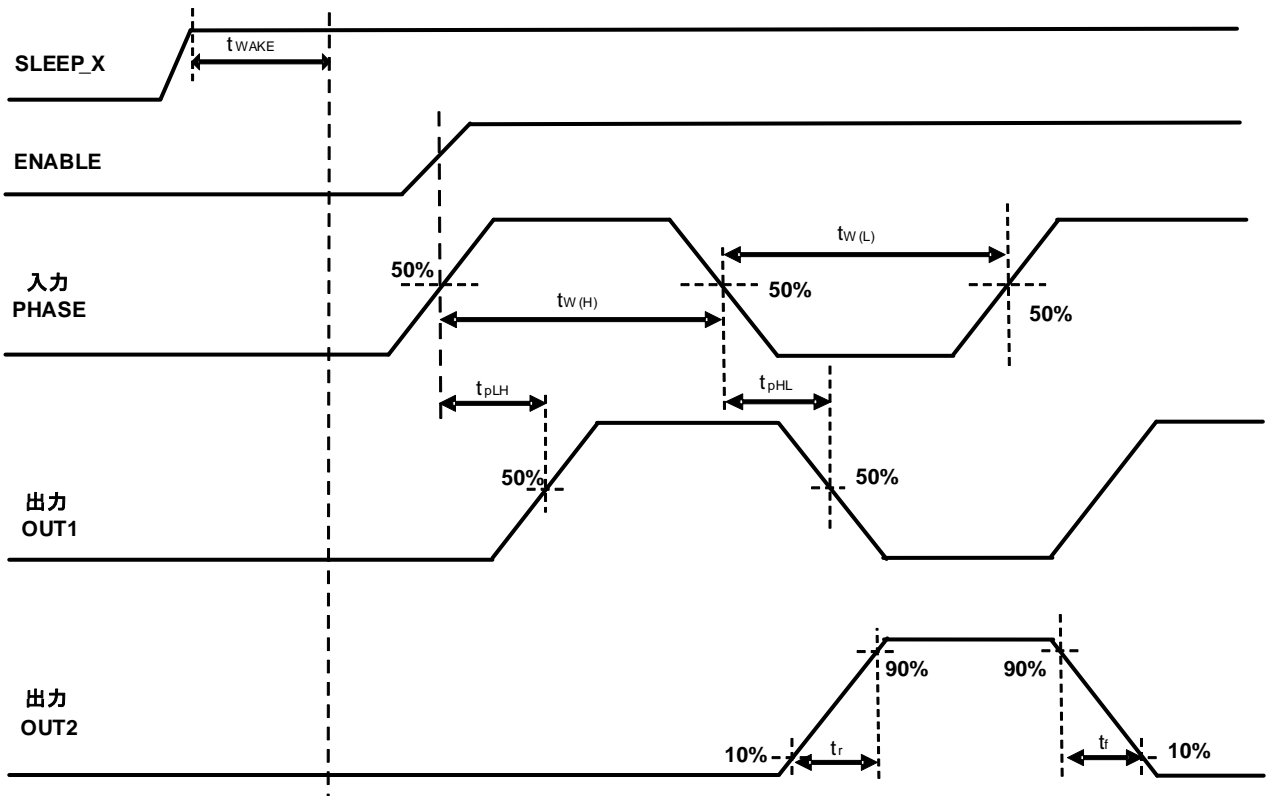 tWAKE
SLEEP_X
ENABLE
tW(L)
50%
入力
PHASE
50%
tW(H)
50%
tpLH
tpHL
50%
50%
出力
OUT1
90%
90%
出力
OUT2
10%
tr
tf
10%